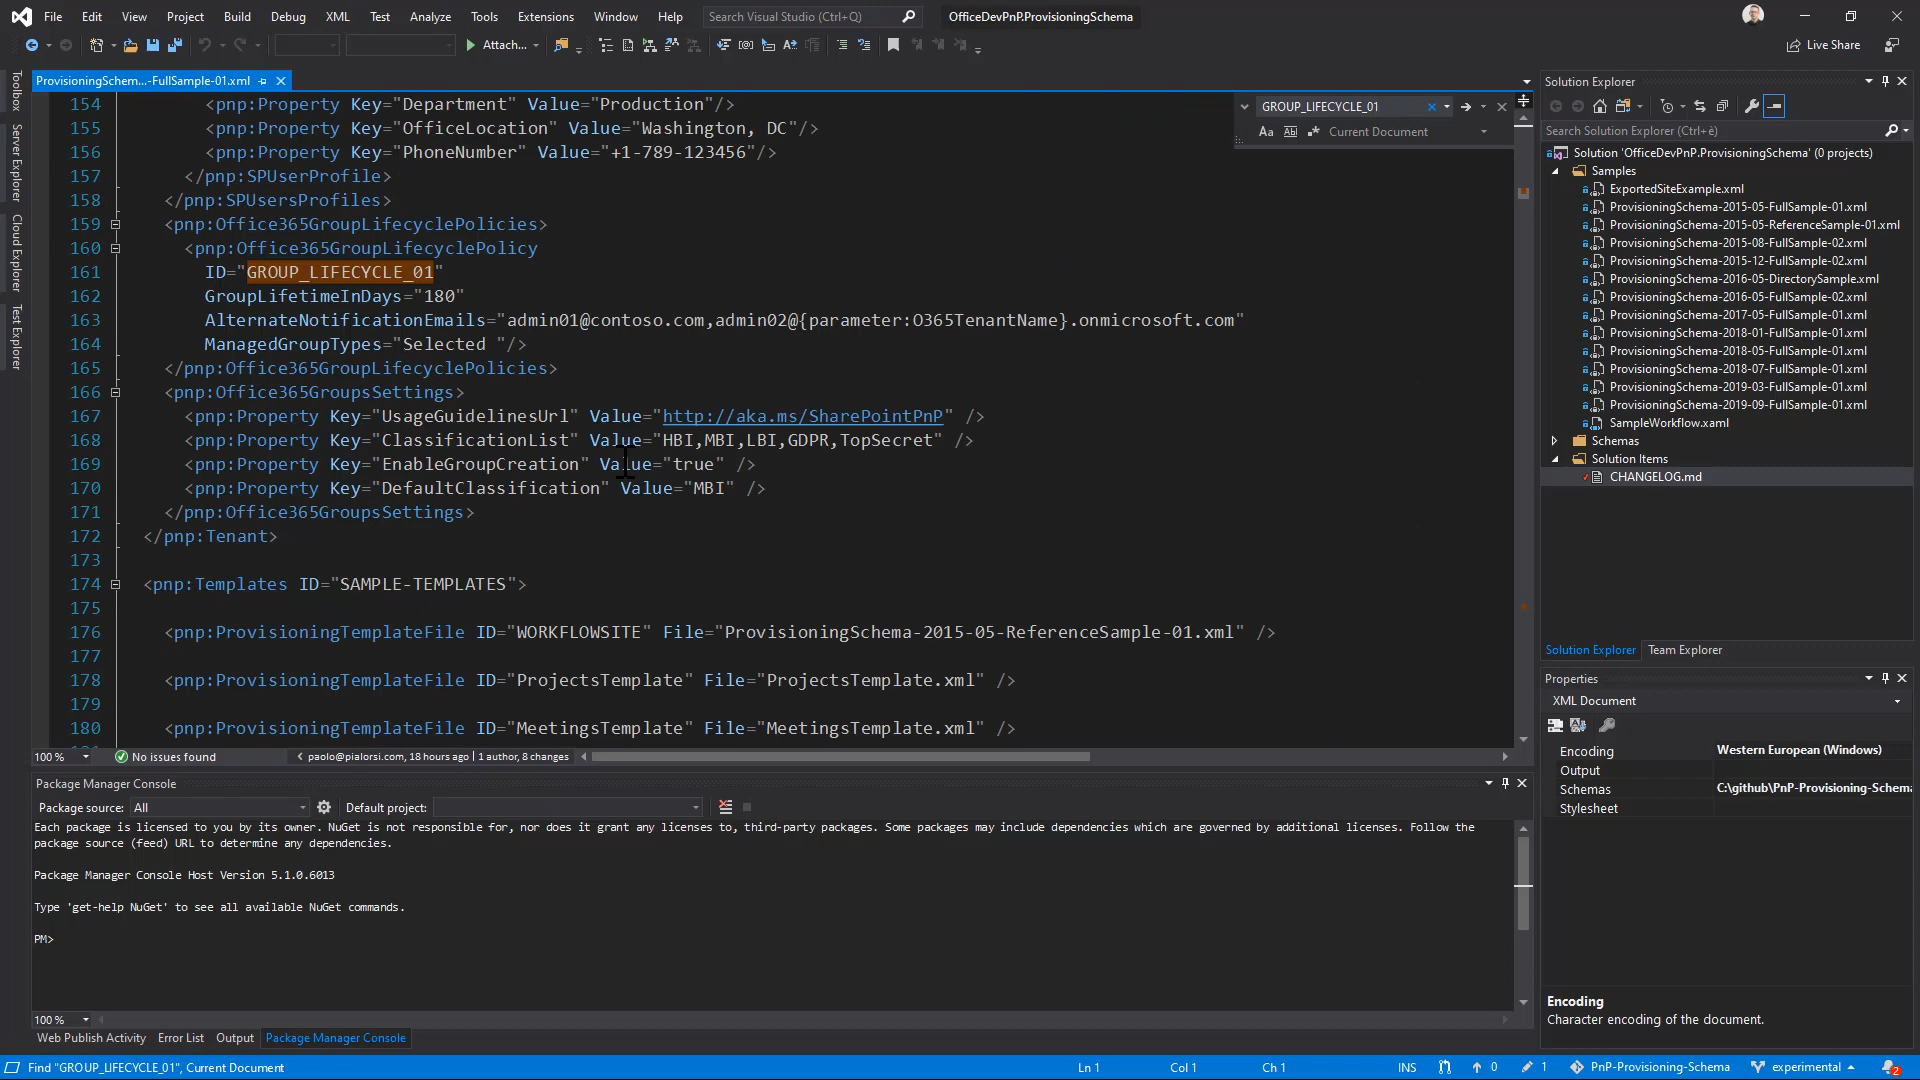 File Edit View Project Build Debug XML Test Analyze Tools Extensions Window Help Search Visual Studio (Ctrl+Q) OfficeDevPnP.ProvisioningSchema
Attach... Live Share
Toolbox
Server Explorer
Cloud Explorer
Test Explorer
ProvisioningSchem...-FullSample-01.xml
GROUP_LIFECYCLE_01
Aa Current Document
154 <pnp:Property Key="Department" Value="Production"/>
155 <pnp:Property Key="OfficeLocation" Value="Washington, DC"/>
156 <pnp:Property Key="PhoneNumber" Value="+1-789-123456"/>
157 </pnp:SPUserProfile>
158 </pnp:SPUsersProfiles>
159 <pnp:Office365GroupLifecyclePolicies>
160 <pnp:Office365GroupLifecyclePolicy
161 ID="GROUP_LIFECYCLE_01"
162 GroupLifetimeInDays="180"
163 AlternateNotificationEmails="admin01@contoso.com,admin02@{parameter:O365TenantName}.onmicrosoft.com"
164 ManagedGroupTypes="Selected "/>
165 </pnp:Office365GroupLifecyclePolicies>
166 <pnp:Office365GroupsSettings>
167 <pnp:Property Key="UsageGuidelinesUrl" Value="http://aka.ms/SharePointPnP" />
168 <pnp:Property Key="ClassificationList" Value="HBI,MBI,LBI,GDPR,TopSecret" />
169 <pnp:Property Key="EnableGroupCreation" Value="true" />
170 <pnp:Property Key="DefaultClassification" Value="MBI" />
171 </pnp:Office365GroupsSettings>
172 </pnp:Tenant>
173
174 <pnp:Templates ID="SAMPLE-TEMPLATES">
175
176 <pnp:ProvisioningTemplateFile ID="WORKFLOWSITE" File="ProvisioningSchema-2015-05-ReferenceSample-01.xml" />
177
178 <pnp:ProvisioningTemplateFile ID="ProjectsTemplate" File="ProjectsTemplate.xml" />
179
180 <pnp:ProvisioningTemplateFile ID="MeetingsTemplate" File="MeetingsTemplate.xml" />
100 % No issues found paolo@pialorsi.com, 18 hours ago | 1 author, 8 changes
Package Manager Console
Package source: All Default project:
Each package is licensed to you by its owner. NuGet is not responsible for, nor does it grant any licenses to, third-party packages. Some packages may include dependencies which are governed by additional licenses. Follow the
package source (feed) URL to determine any dependencies.
Package Manager Console Host Version 5.1.0.6013
Type 'get-help NuGet' to see all available NuGet commands.
PM>
100 %
Web Publish Activity Error List Output Package Manager Console
Solution Explorer
Search Solution Explorer (Ctrl+è)
Solution 'OfficeDevPnP.ProvisioningSchema' (0 projects)
Samples
ExportedSiteExample.xml
ProvisioningSchema-2015-05-FullSample-01.xml
ProvisioningSchema-2015-05-ReferenceSample-01.xml
ProvisioningSchema-2015-08-FullSample-02.xml
ProvisioningSchema-2015-12-FullSample-02.xml
ProvisioningSchema-2016-05-DirectorySample.xml
ProvisioningSchema-2016-05-FullSample-02.xml
ProvisioningSchema-2017-05-FullSample-01.xml
ProvisioningSchema-2018-01-FullSample-01.xml
ProvisioningSchema-2018-05-FullSample-01.xml
ProvisioningSchema-2018-07-FullSample-01.xml
ProvisioningSchema-2019-03-FullSample-01.xml
ProvisioningSchema-2019-09-FullSample-01.xml
SampleWorkflow.xaml
Schemas
Solution Items
CHANGELOG.md
Solution Explorer Team Explorer
Properties
XML Document
Encoding Western European (Windows)
Output
Schemas C:\github\PnP-Provisioning-Schema
Stylesheet
Encoding
Character encoding of the document.
Find "GROUP_LIFECYCLE_01", Current Document Ln 1 Col 1 Ch 1 INS 0 1 PnP-Provisioning-Schema experimental 2